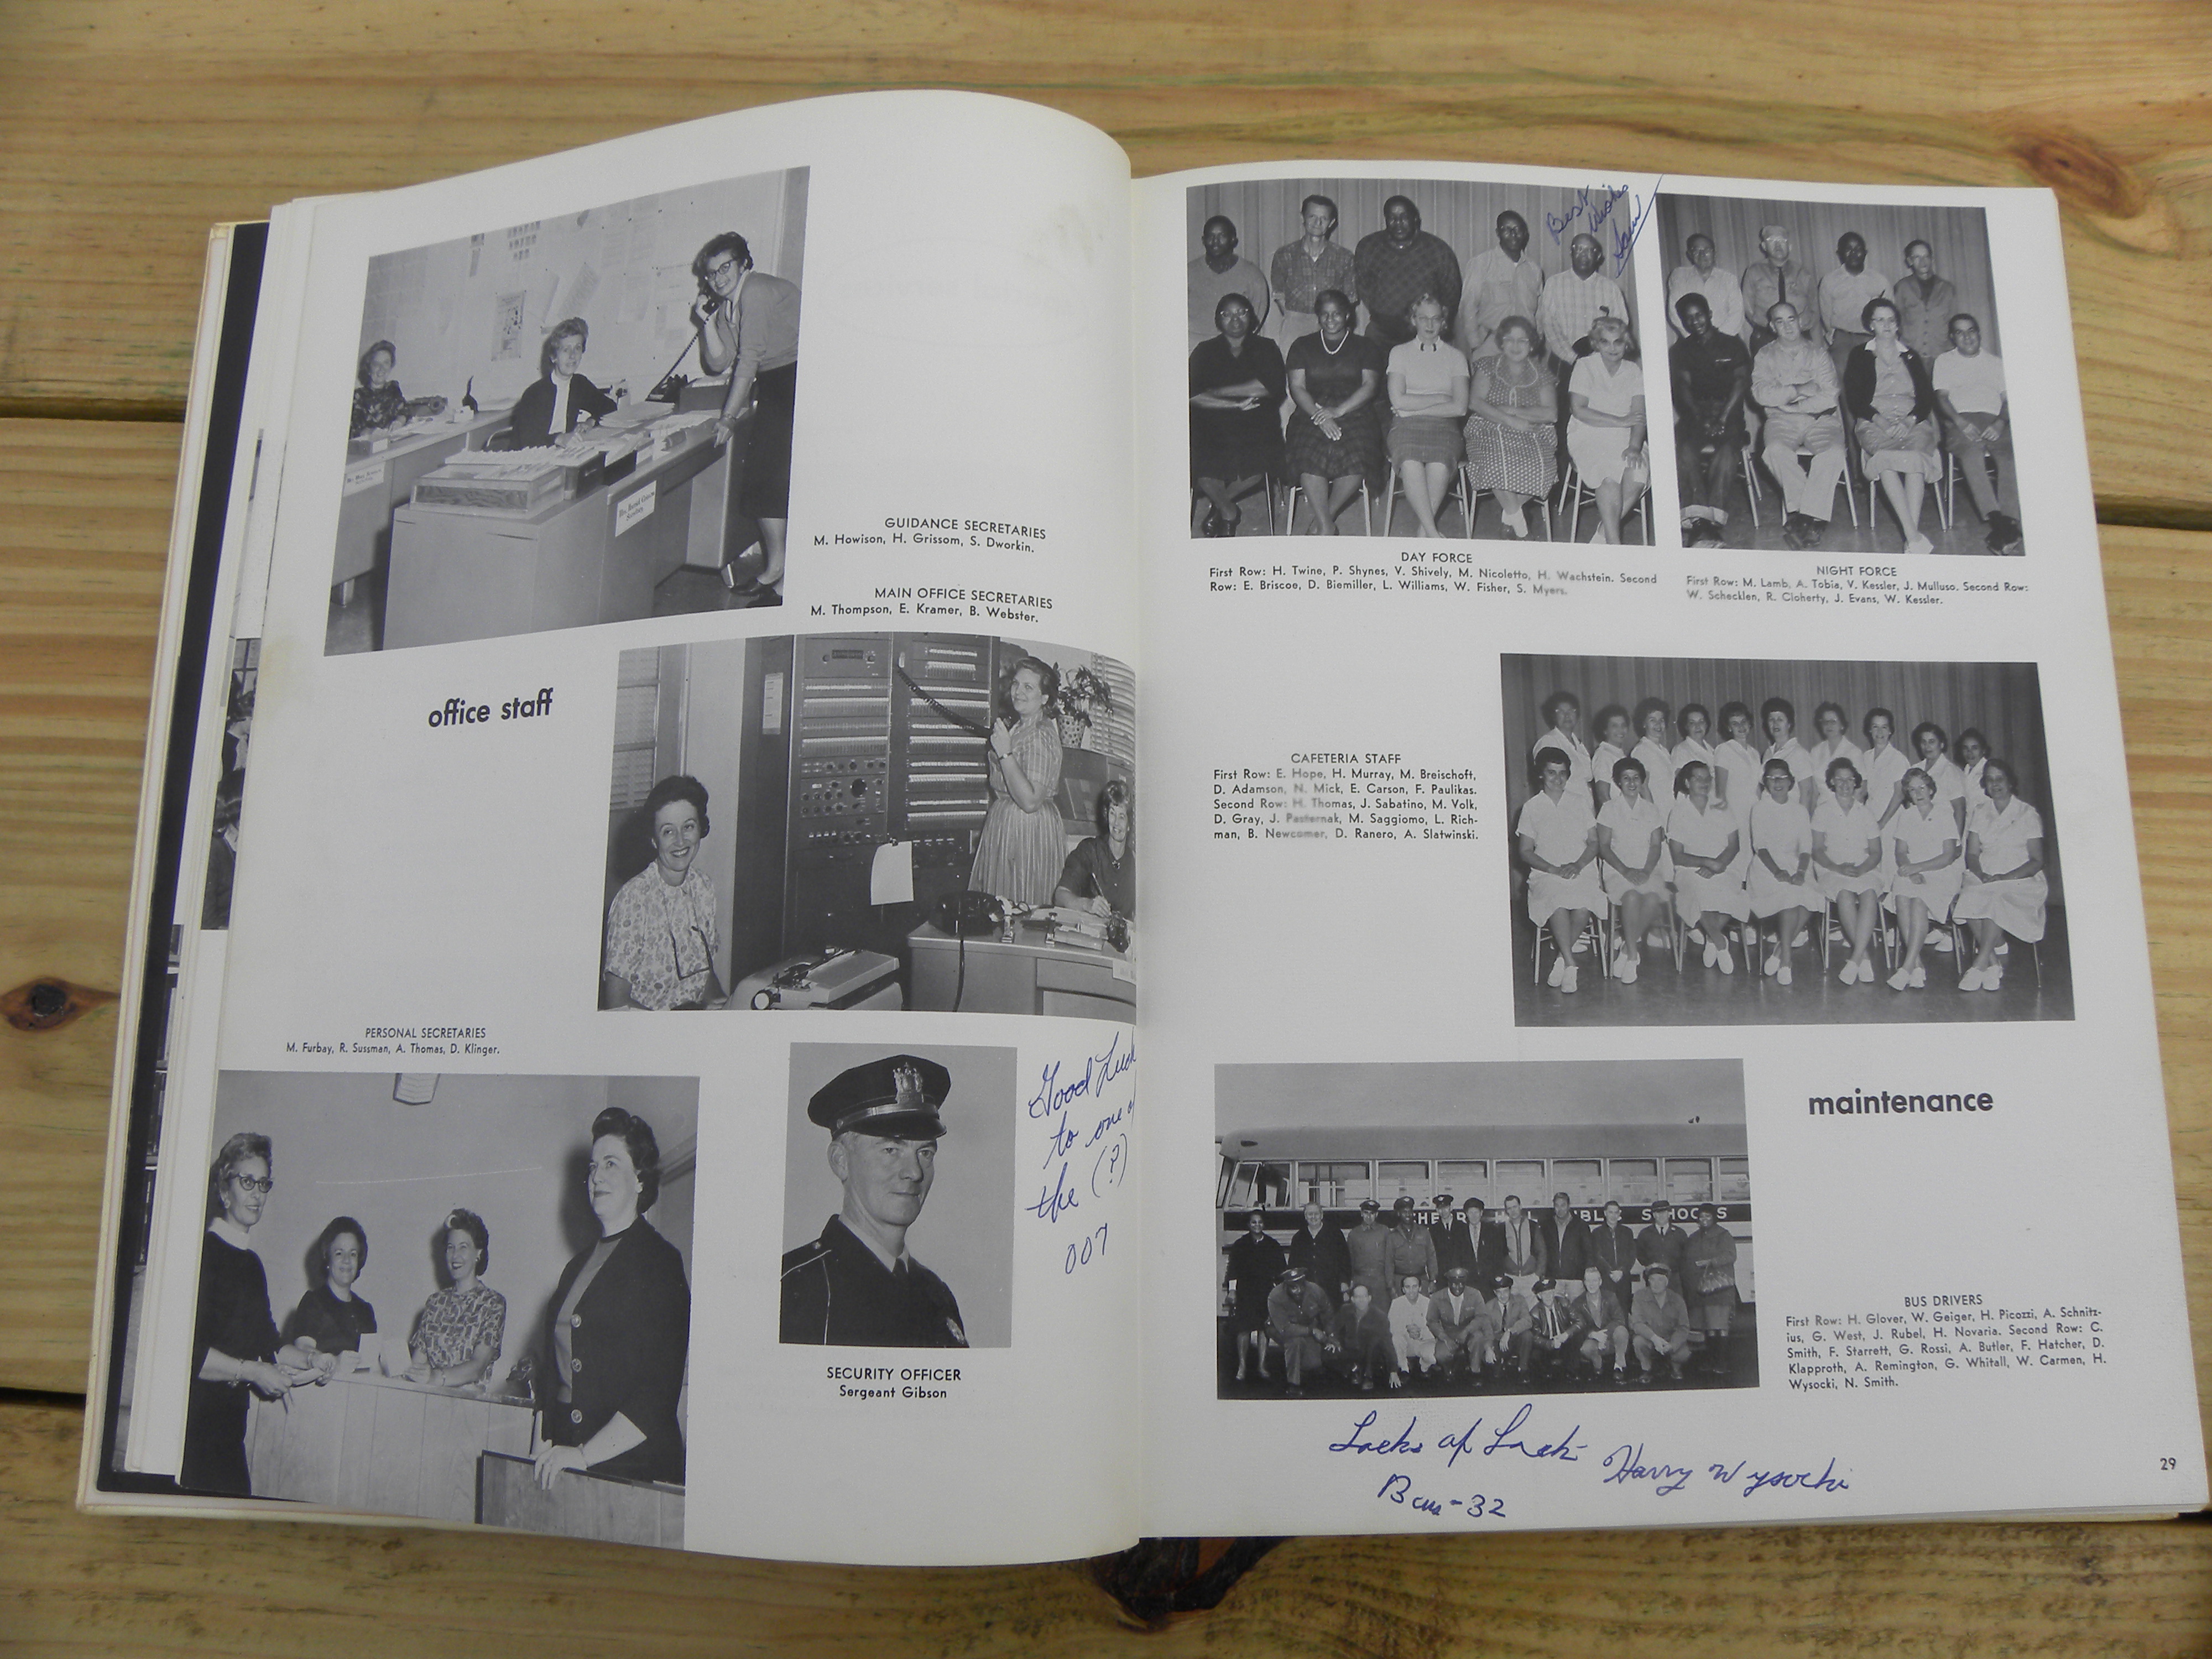 GUIDANCE SECRETARIES
M. Howison, H. Grissom, S. Dworkin.
MAIN OFFICE SECRETARIES
M. Thompson, E. Kramer, B. Webster.
office staff
PERSONAL SECRETARIES
M. Furbay, R. Sussman, A. Thomas, D. Klinger.
SECURITY OFFICER
Sergeant Gibson
Good Luck
to one of
the (?)
007
Best
Wishes
Sam
DAY FORCE
First Row: H. Twine, P. Shynes, V. Shively, M. Nicoletto, H. Wachstein. Second
Row: E. Briscoe, D. Biemiller, L. Williams, W. Fisher, S. Myers.
NIGHT FORCE
First Row: M. Lamb, A. Tobia, V. Kessler, J. Mulluso. Second Row:
W. Schecklen, R. Cloherty, J. Evans, W. Kessler.
CAFETERIA STAFF
First Row: E. Hope, H. Murray, M. Breischoft,
D. Adamson, N. Mick, E. Carson, F. Paulikas.
Second Row: H. Thomas, J. Sabatino, M. Volk,
D. Gray, J. Pasternak, M. Saggiomo, L. Rich-
man, B. Newcomer, D. Ranero, A. Slatwinski.
maintenance
SCHOOLS
BUS DRIVERS
First Row: H. Glover, W. Geiger, H. Picozzi, A. Schnitz-
ius, G. West, J. Rubel, H. Novaria. Second Row: C.
Smith, F. Starrett, G. Rossi, A. Butler, F. Hatcher, D.
Klapproth, A. Remington, G. Whitall, W. Carmen, H.
Wysocki, N. Smith.
Locks of Luck
Harry Wysocki
Bus-32
29